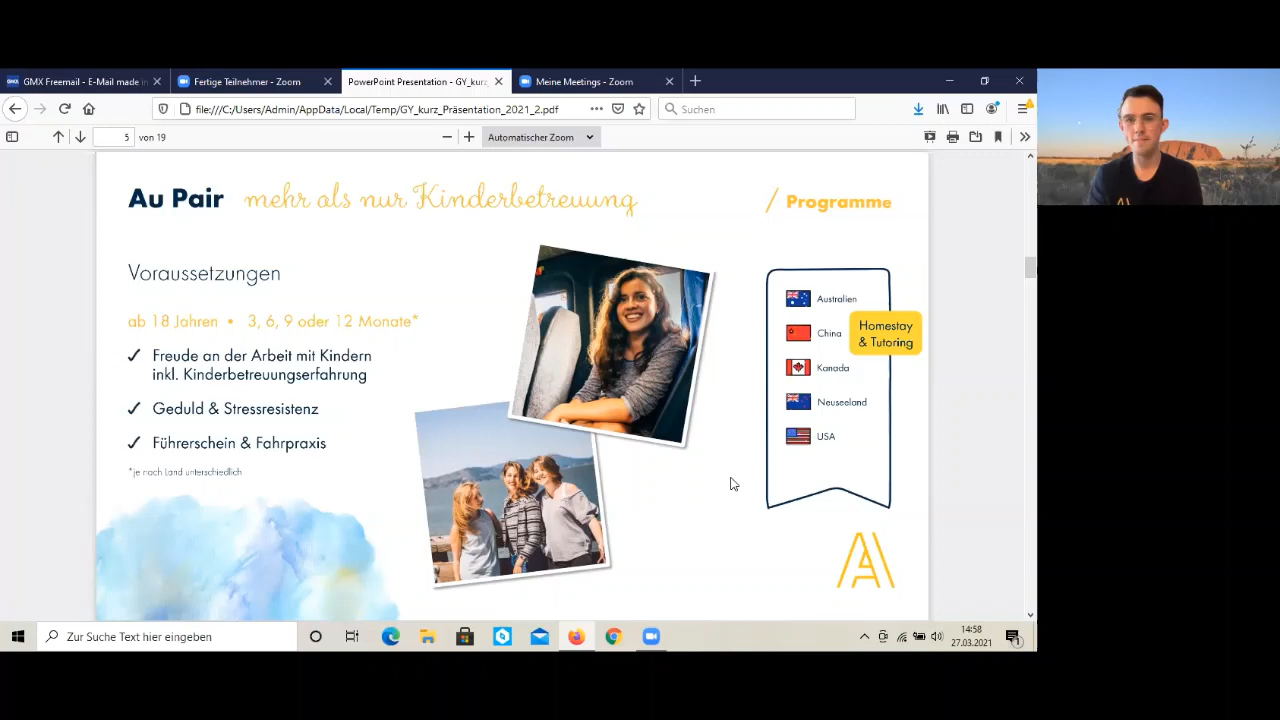 GMX Freemail - E-Mail made in
Fertige Teilnehmer - Zoom
PowerPoint Presentation - GY_kurz
Meine Meetings - Zoom
file:///C:/Users/Admin/AppData/Local/Temp/GY_kurz_Präsentation_2021_2.pdf
Suchen
5 von 19
Automatischer Zoom
Au Pair mehr als nur Kinderbetreuung
/ Programme
Voraussetzungen
ab 18 Jahren • 3, 6, 9 oder 12 Monate*
✓ Freude an der Arbeit mit Kindern
inkl. Kinderbetreuungserfahrung
✓ Geduld & Stressresistenz
✓ Führerschein & Fahrpraxis
*je nach Land unterschiedlich
Australien
China
Homestay
& Tutoring
Kanada
Neuseeland
USA
Zur Suche Text hier eingeben
14:58
27.03.2021